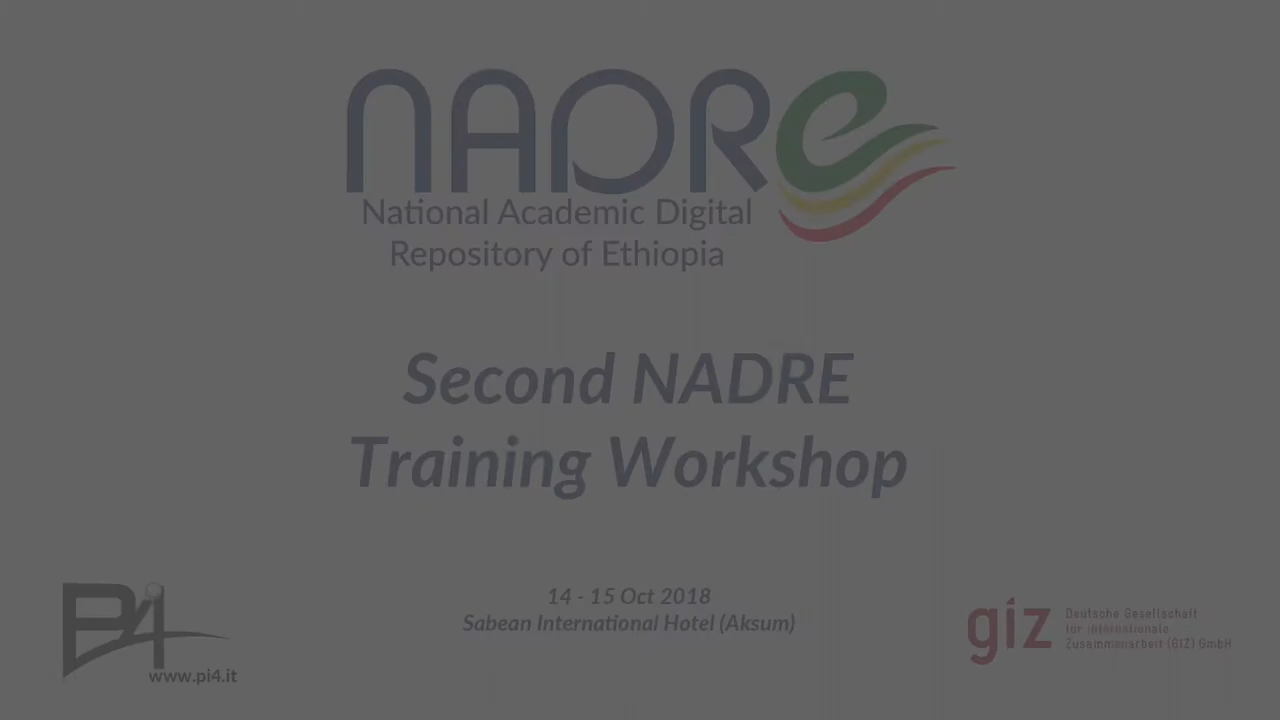 NADRe
National Academic Digital
Repository of Ethiopia
Second NADRE
Training Workshop
14 - 15 Oct 2018
Sabean International Hotel (Aksum)
Pi4
www.pi4.it
giz
Deutsche Gesellschaft
für Internationale
Zusammenarbeit (GIZ) GmbH